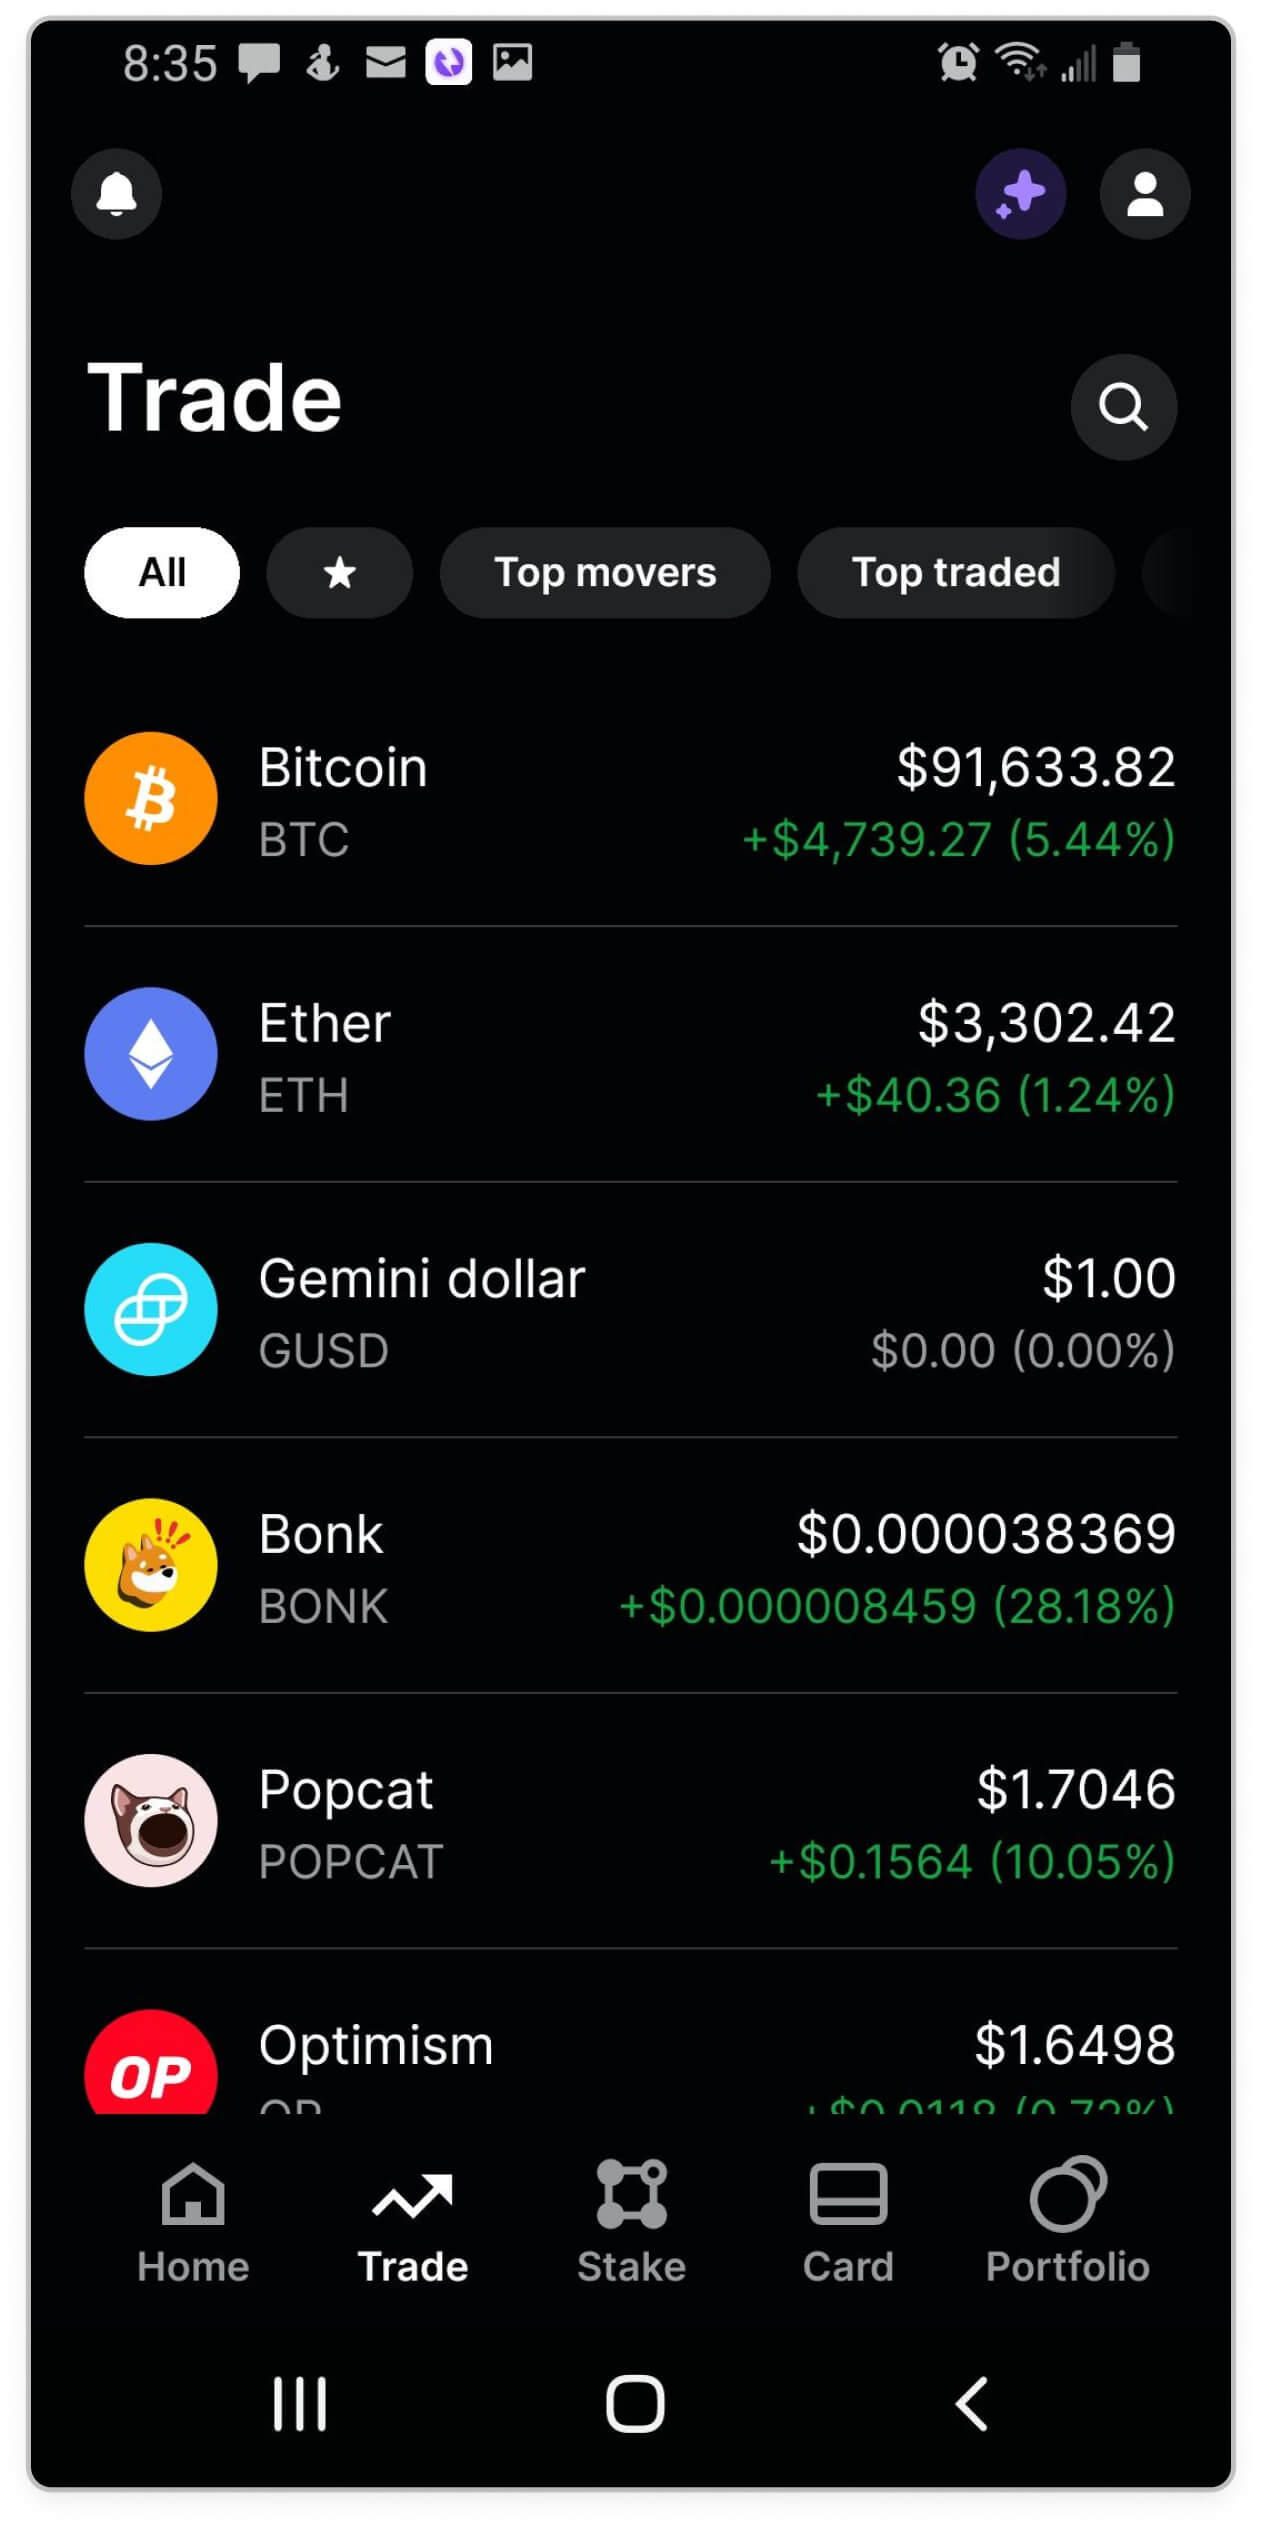 8:35
Trade
All
Top movers
Top traded
Bitcoin
$91,633.82
BTC
+$4,739.27 (5.44%)
Ether
$3,302.42
ETH
+$40.36 (1.24%)
Gemini dollar
$1.00
GUSD
$0.00 (0.00%)
Bonk
$0.000038369
BONK
+$0.000008459 (28.18%)
Popcat
$1.7046
POPCAT
+$0.1564 (10.05%)
OP
Optimism
$1.6498
OP
Home
Trade
Stake
Card
Portfolio